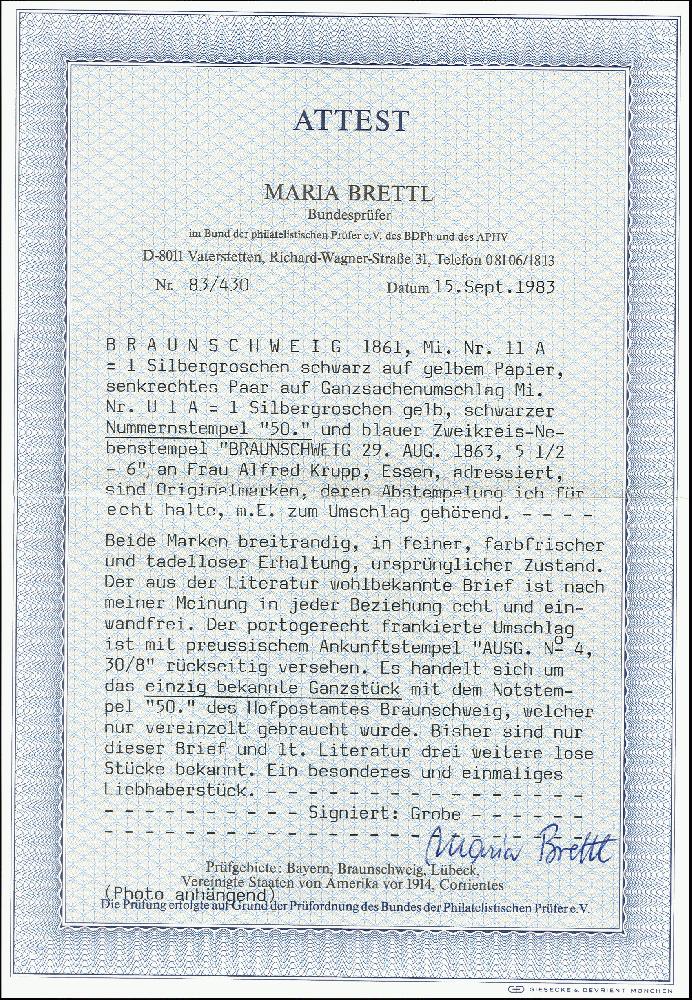 ATTEST
MARIA BRETTL
Bundesprüfer
im Bund der philatelistischen Prüfer e.V. des BDPh und des APHV
D-8011 Vaterstetten, Richard-Wagner-Straße 31, Telefon 08106/1813
Nr. 83/430 Datum 15.Sept.1983
B R A U N S C H W E I G 1861, Mi. Nr. 11 A
= 1 Silbergroschen schwarz auf gelbem Papier,
senkrechtes Paar auf Ganzsachenumschlag Mi.
Nr. U 1 A = 1 Silbergroschen gelb, schwarzer
Nummernstempel "50." und blauer Zweikreis-Ne-
benstempel "BRAUNSCHWEIG 29. AUG. 1863, 5 1/2
- 6", an Frau Alfred Krupp, Essen, adressiert,
sind Originalmarken, deren Abstempelung ich für
echt halte, m.E. zum Umschlag gehörend. - - - -
Beide Marken breitrandig, in feiner, farbfrischer
und tadelloser Erhaltung, ursprünglicher Zustand.
Der aus der Literatur wohlbekannte Brief ist nach
meiner Meinung in jeder Beziehung echt und ein-
wandfrei. Der portogerecht frankierte Umschlag
ist mit preussischem Ankunftstempel "AUSG. Nº 4,
30/8" rückseitig versehen. Es handelt sich um
das einzig bekannte Ganzstück mit dem Notstem-
pel "50." des Hofpostamtes Braunschweig, welcher
nur vereinzelt gebraucht wurde. Bisher sind nur
dieser Brief und lt. Literatur drei weitere lose
Stücke bekannt. Ein besonderes und einmaliges
Liebhaberstück. - - - - - - - - - - - - - - -
- - - - - - - - - Signiert: Grobe - - - - - -
- - - - - - - - - - - - - - - - - - - - - - -
Maria Brettl
Prüfgebiete: Bayern, Braunschweig, Lübeck,
Vereinigte Staaten von Amerika vor 1914, Corrientes
(Photo anhängend)
Die Prüfung erfolgte auf Grund der Prüfordnung des Bundes der Philatelistischen Prüfer e.V.
GIESECKE & DEVRIENT MÜNCHEN